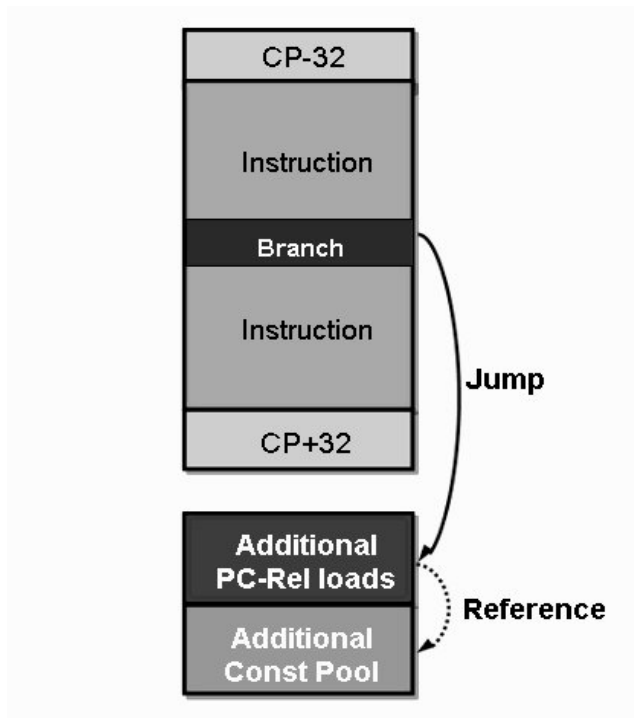 CP-32
Instruction
Branch
Instruction
Jump
CP+32
Additional
PC-Rel loads
Reference
Additional
Const Pool